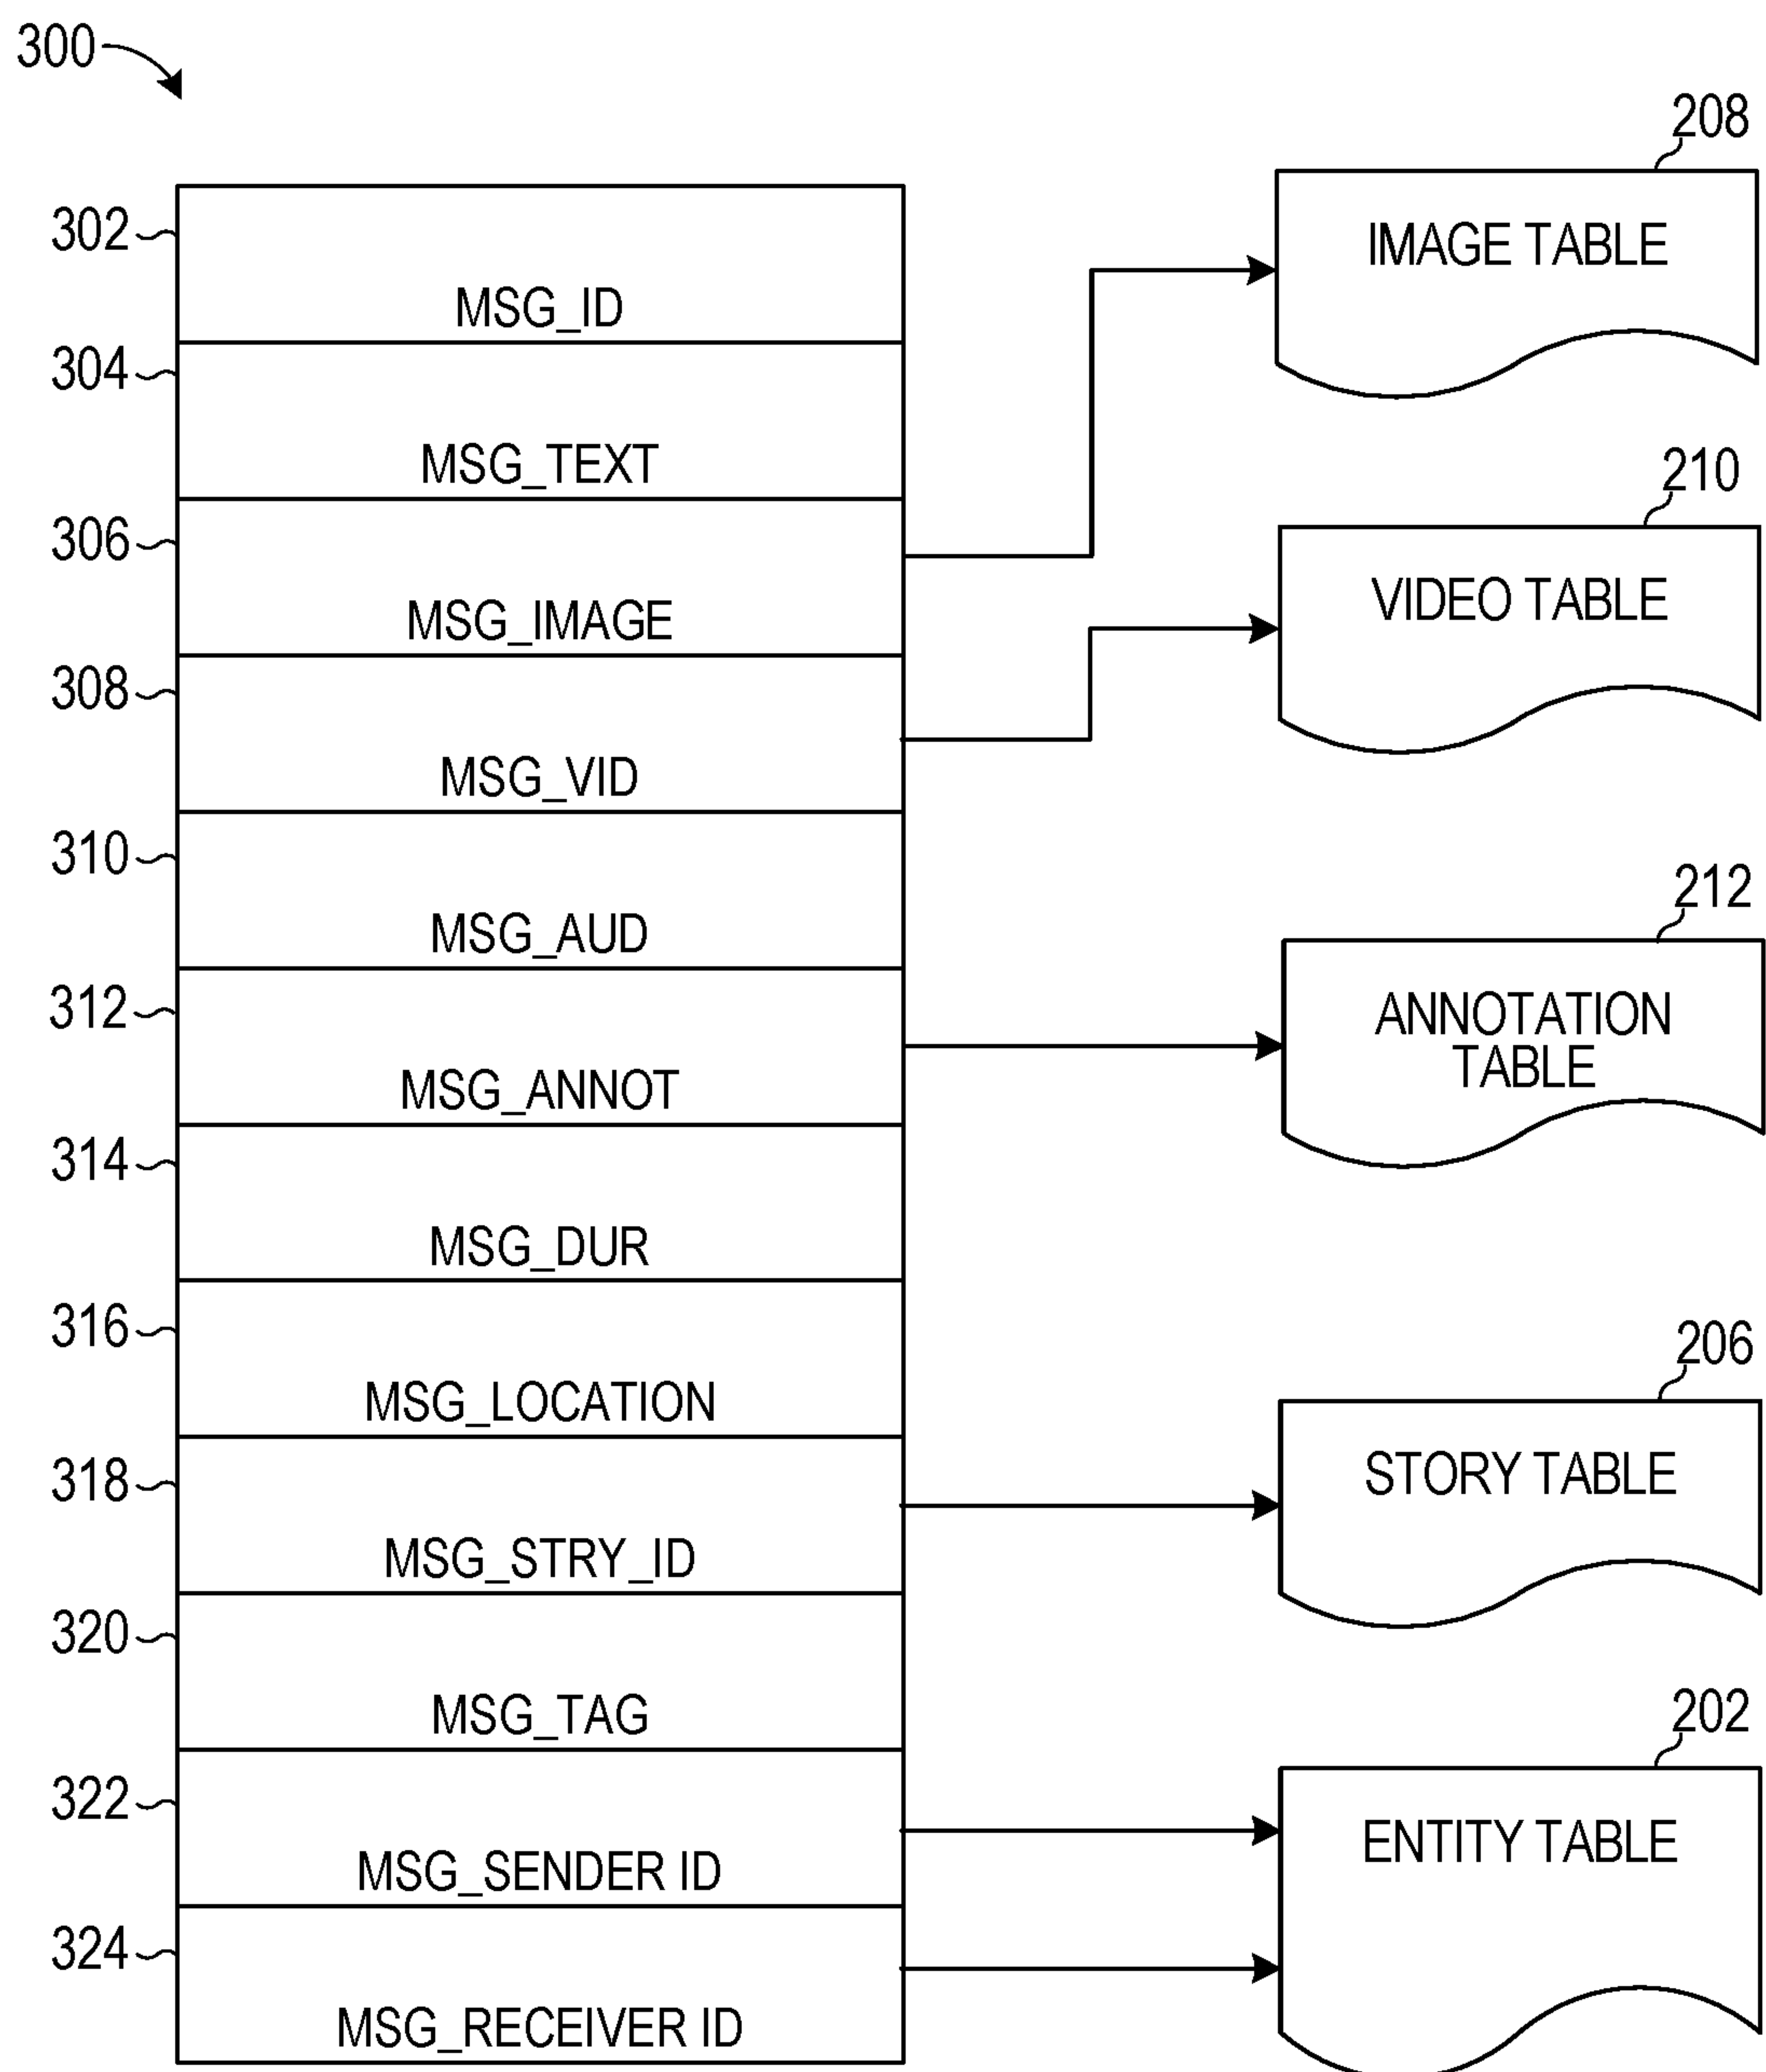 300
302
MSG_ID
304
MSG_TEXT
306
MSG_IMAGE
308
MSG_VID
310
MSG_AUD
312
MSG_ANNOT
314
MSG_DUR
316
MSG_LOCATION
318
MSG_STRY_ID
320
MSG_TAG
322
MSG_SENDER ID
324
MSG_RECEIVER ID
208
IMAGE TABLE
210
VIDEO TABLE
212
ANNOTATION
TABLE
206
STORY TABLE
202
ENTITY TABLE